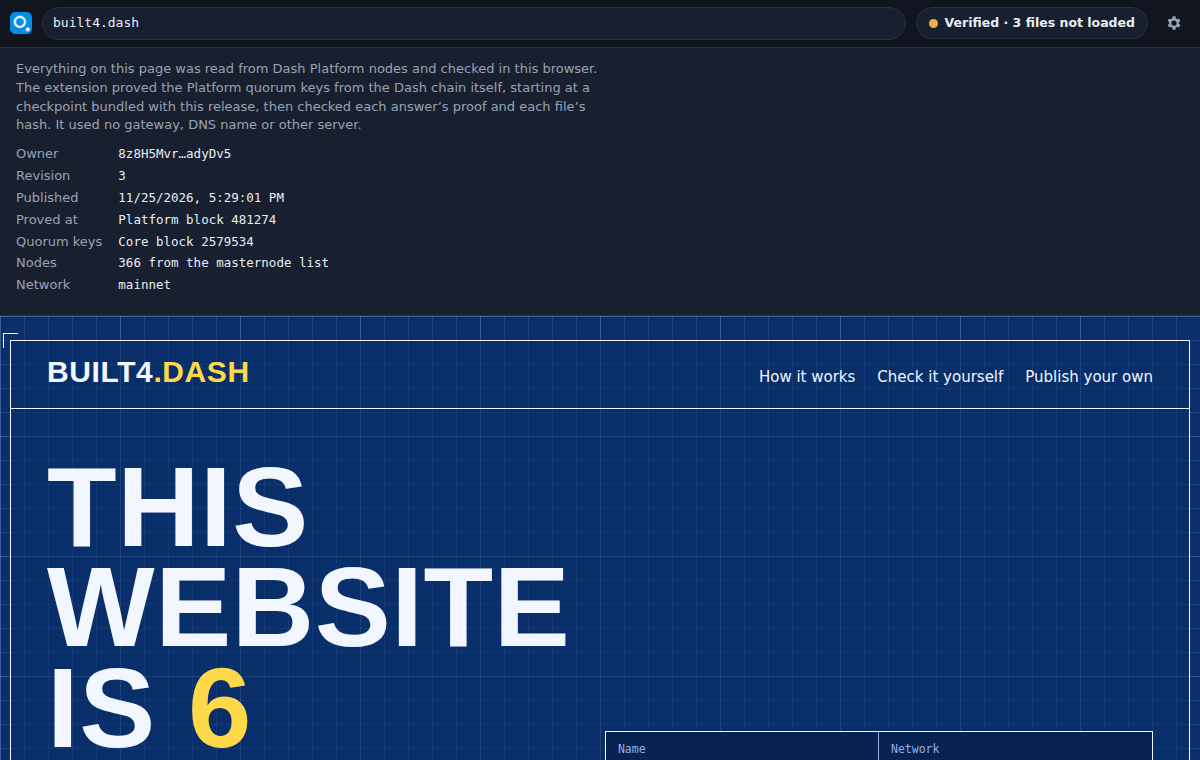 built4.dash
Verified · 3 files not loaded
Everything on this page was read from Dash Platform nodes and checked in this browser.
The extension proved the Platform quorum keys from the Dash chain itself, starting at a
checkpoint bundled with this release, then checked each answer’s proof and each file’s
hash. It used no gateway, DNS name or other server.
Owner 8z8H5Mvr…adyDv5
Revision 3
Published 11/25/2026, 5:29:01 PM
Proved at Platform block 481274
Quorum keys Core block 2579534
Nodes 366 from the masternode list
Network mainnet
BUILT4.DASH
How it works Check it yourself Publish your own
THIS
WEBSITE
IS 6
Name Network